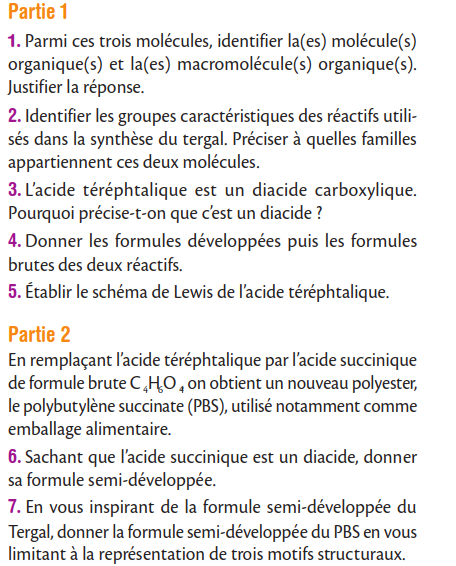 Partie 1
1. Parmi ces trois molécules, identifier la(es) molécule(s)
organique(s) et la(es) macromolécule(s) organique(s).
Justifier la réponse.
2. Identifier les groupes caractéristiques des réactifs utili-
sés dans la synthèse du tergal. Préciser à quelles familles
appartiennent ces deux molécules.
3. L'acide téréphtalique est un diacide carboxylique.
Pourquoi précise-t-on que c'est un diacide ?
4. Donner les formules développées puis les formules
brutes des deux réactifs.
5. Établir le schéma de Lewis de l'acide téréphtalique.
Partie 2
En remplaçant l'acide téréphtalique par l'acide succinique
de formule brute C₄H₆O₄ on obtient un nouveau polyester,
le polybutylène succinate (PBS), utilisé notamment comme
emballage alimentaire.
6. Sachant que l'acide succinique est un diacide, donner
sa formule semi-développée.
7. En vous inspirant de la formule semi-développée du
Tergal, donner la formule semi-développée du PBS en vous
limitant à la représentation de trois motifs structuraux.